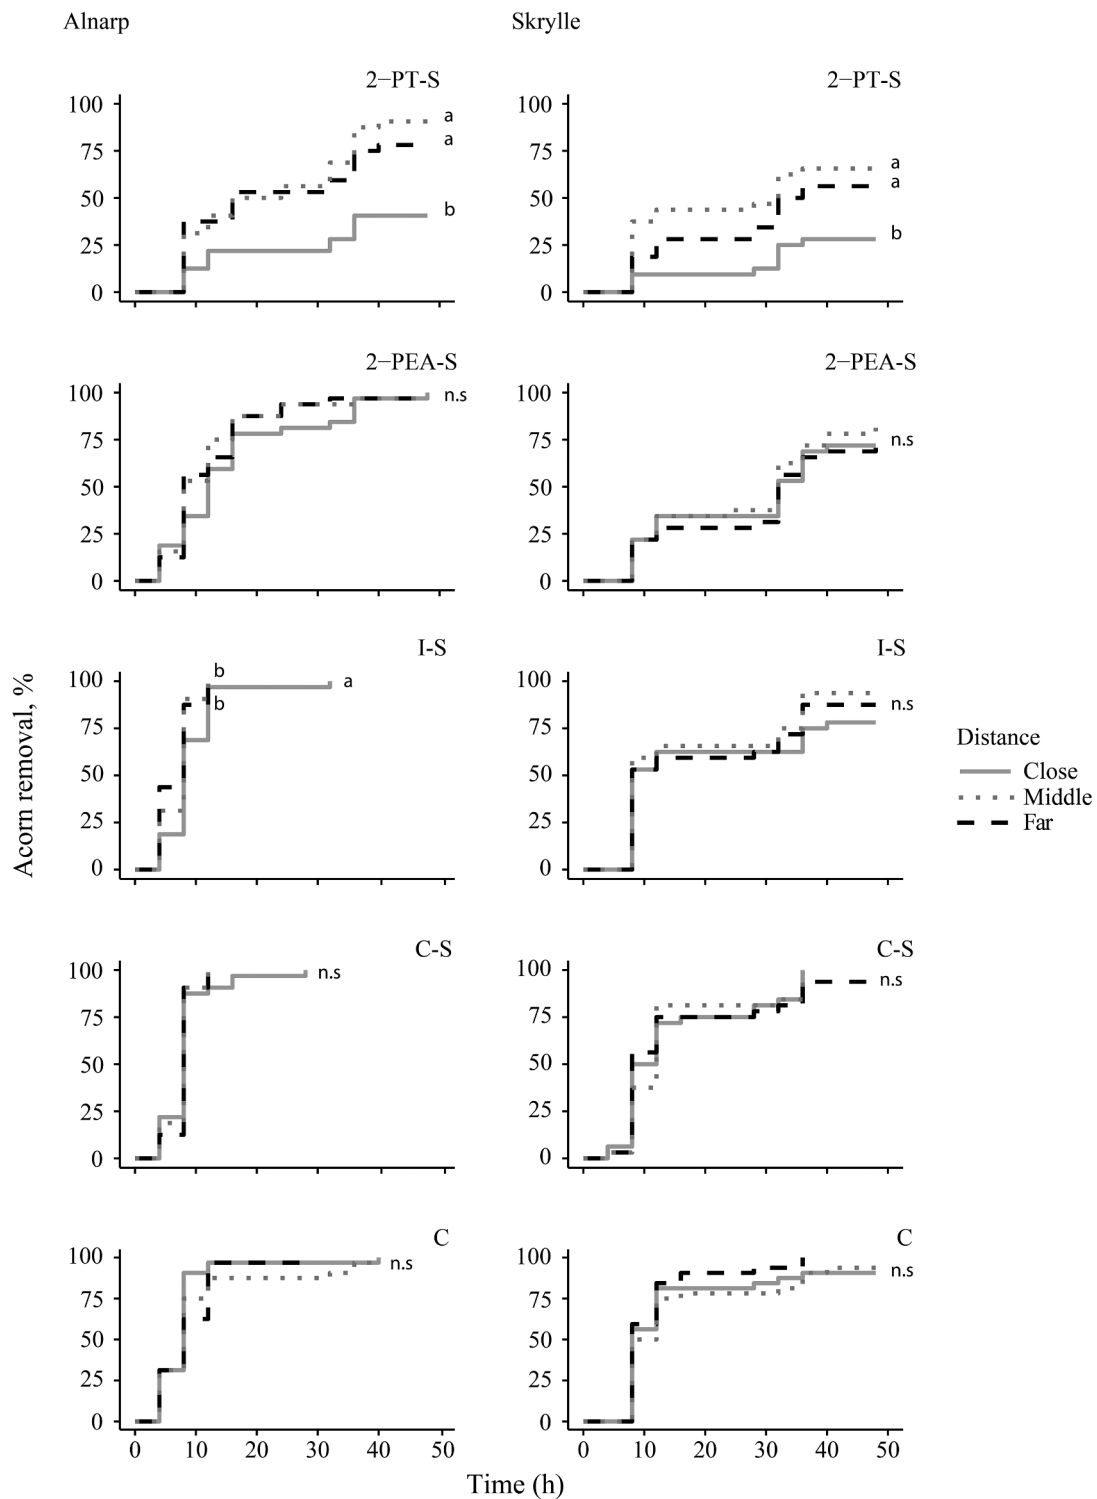 Alnarp Skrylle
2−PT-S 2−PT-S
100 100
a
a
75 75
a
a
50 50
b
b
25 25
0 0
2−PEA-S 2−PEA-S
100 n.s 100
75 75 n.s
50 50
25 25
0 0
I-S I-S
100 b a 100
b n.s
75 75
50 50
25 25
0 0
Acorn removal, %
Distance
Close
Middle
Far
C-S C-S
100 n.s 100 n.s
75 75
50 50
25 25
0 0
C C
100 n.s 100 n.s
75 75
50 50
25 25
0 0
0 10 20 30 40 50 0 10 20 30 40 50
Time (h)